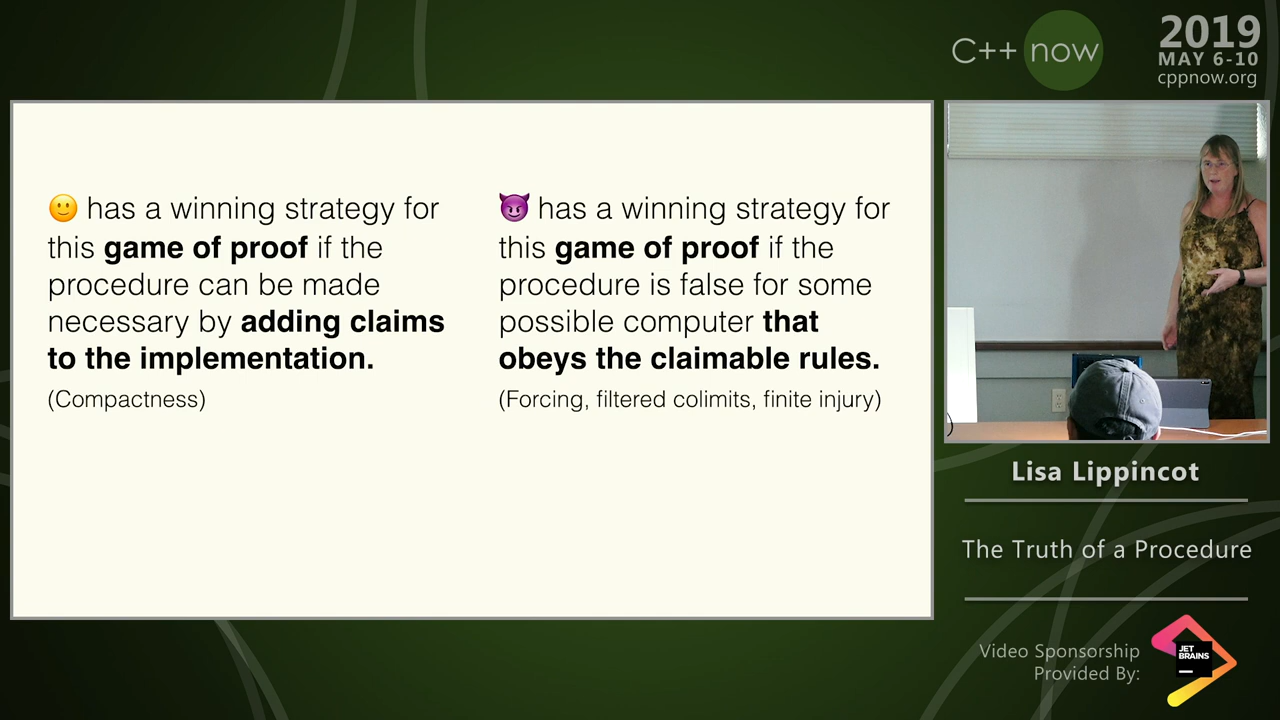 C++ now
2019
MAY 6-10
cppnow.org
🙂 has a winning strategy for
this game of proof if the
procedure can be made
necessary by adding claims
to the implementation.
(Compactness)
😈 has a winning strategy for
this game of proof if the
procedure is false for some
possible computer that
obeys the claimable rules.
(Forcing, filtered colimits, finite injury)
Lisa Lippincot
The Truth of a Procedure
Video Sponsorship
Provided By:
JET
BRAINS